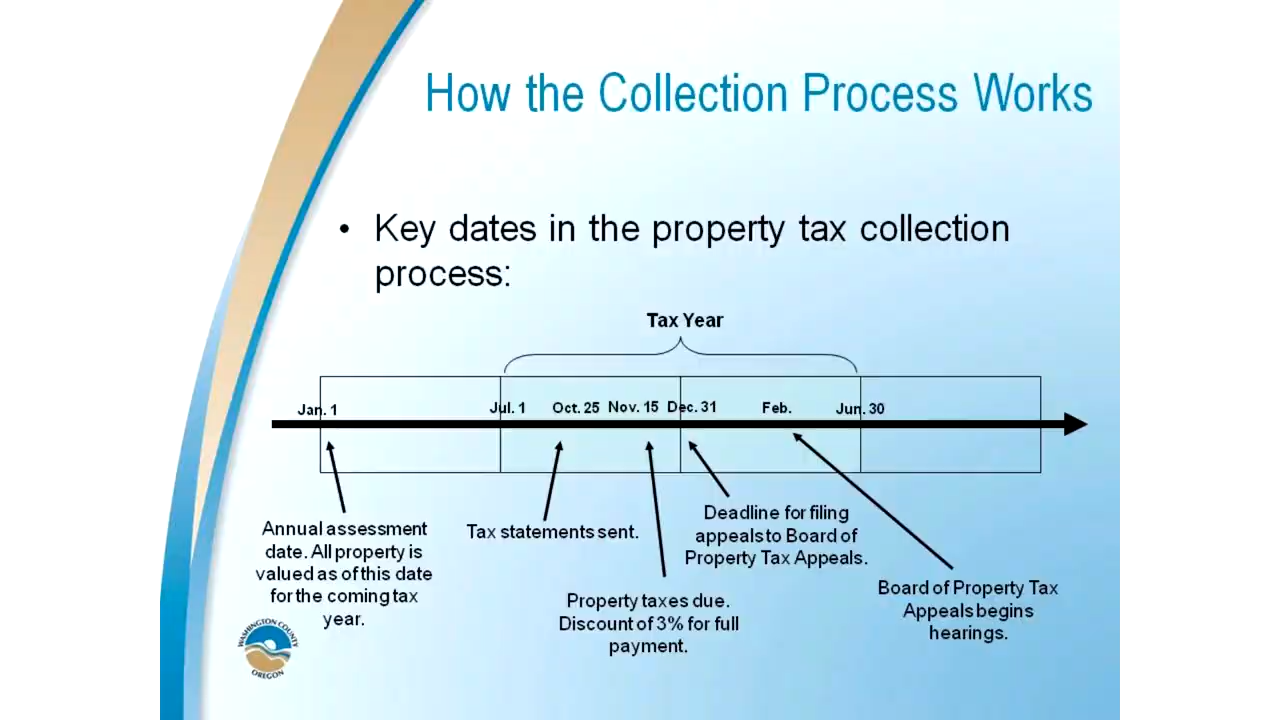 How the Collection Process Works
• Key dates in the property tax collection
process:
Tax Year
Jan. 1
Jul. 1
Oct. 25
Nov. 15
Dec. 31
Feb.
Jun. 30
Annual assessment
date. All property is
valued as of this date
for the coming tax
year.
Tax statements sent.
Property taxes due.
Discount of 3% for full
payment.
Deadline for filing
appeals to Board of
Property Tax Appeals.
Board of Property Tax
Appeals begins
hearings.
WASHINGTON COUNTY
OREGON